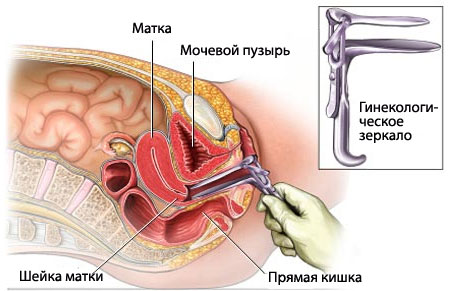 Матка
Мочевой пузырь
Гинекологи-
ческое
зеркало
Шейка матки
Прямая кишка